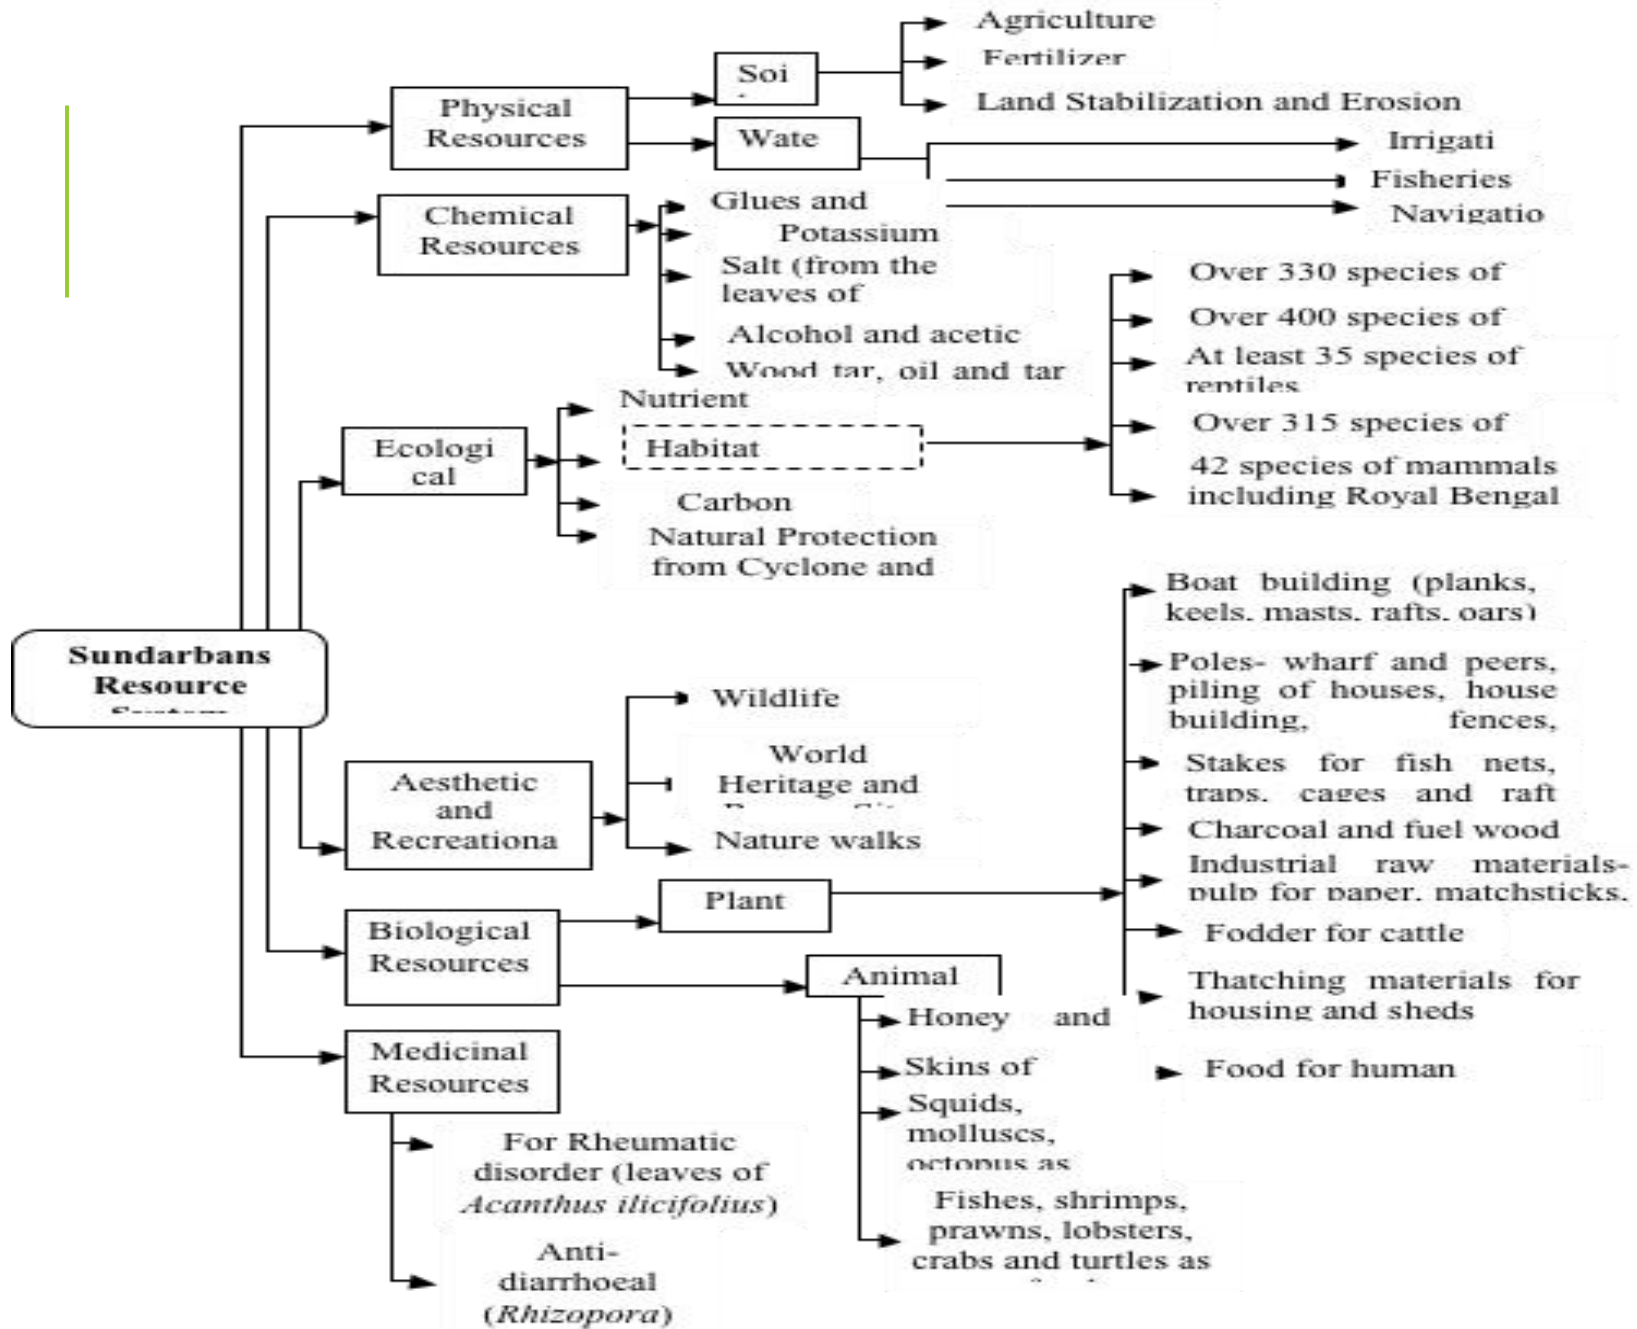 Sundarbans
Resource
Physical
Resources
Soi
Agriculture
Fertilizer
Land Stabilization and Erosion
Wate
Irrigati
Fisheries
Navigatio
Chemical
Resources
Glues and
Potassium
Salt (from the
leaves of
Alcohol and acetic
Wood tar, oil and tar
Ecologi
cal
Nutrient
Habitat
Over 330 species of
Over 400 species of
At least 35 species of
reptiles
Over 315 species of
42 species of mammals
including Royal Bengal
Carbon
Natural Protection
from Cyclone and
Aesthetic
and
Recreationa
Wildlife
World
Heritage and
Nature walks
Biological
Resources
Plant
Boat building (planks,
keels, masts, rafts, oars)
Poles- wharf and peers,
piling of houses, house
building, fences,
Stakes for fish nets,
traps, cages and raft
Charcoal and fuel wood
Industrial raw materials-
pulp for paper, matchsticks,
Fodder for cattle
Thatching materials for
housing and sheds
Food for human
Animal
Honey and
Skins of
Squids,
molluscs,
octopus as
Fishes, shrimps,
prawns, lobsters,
crabs and turtles as
Medicinal
Resources
For Rheumatic
disorder (leaves of
Acanthus ilicifolius)
Anti-
diarrhoeal
(Rhizopora)